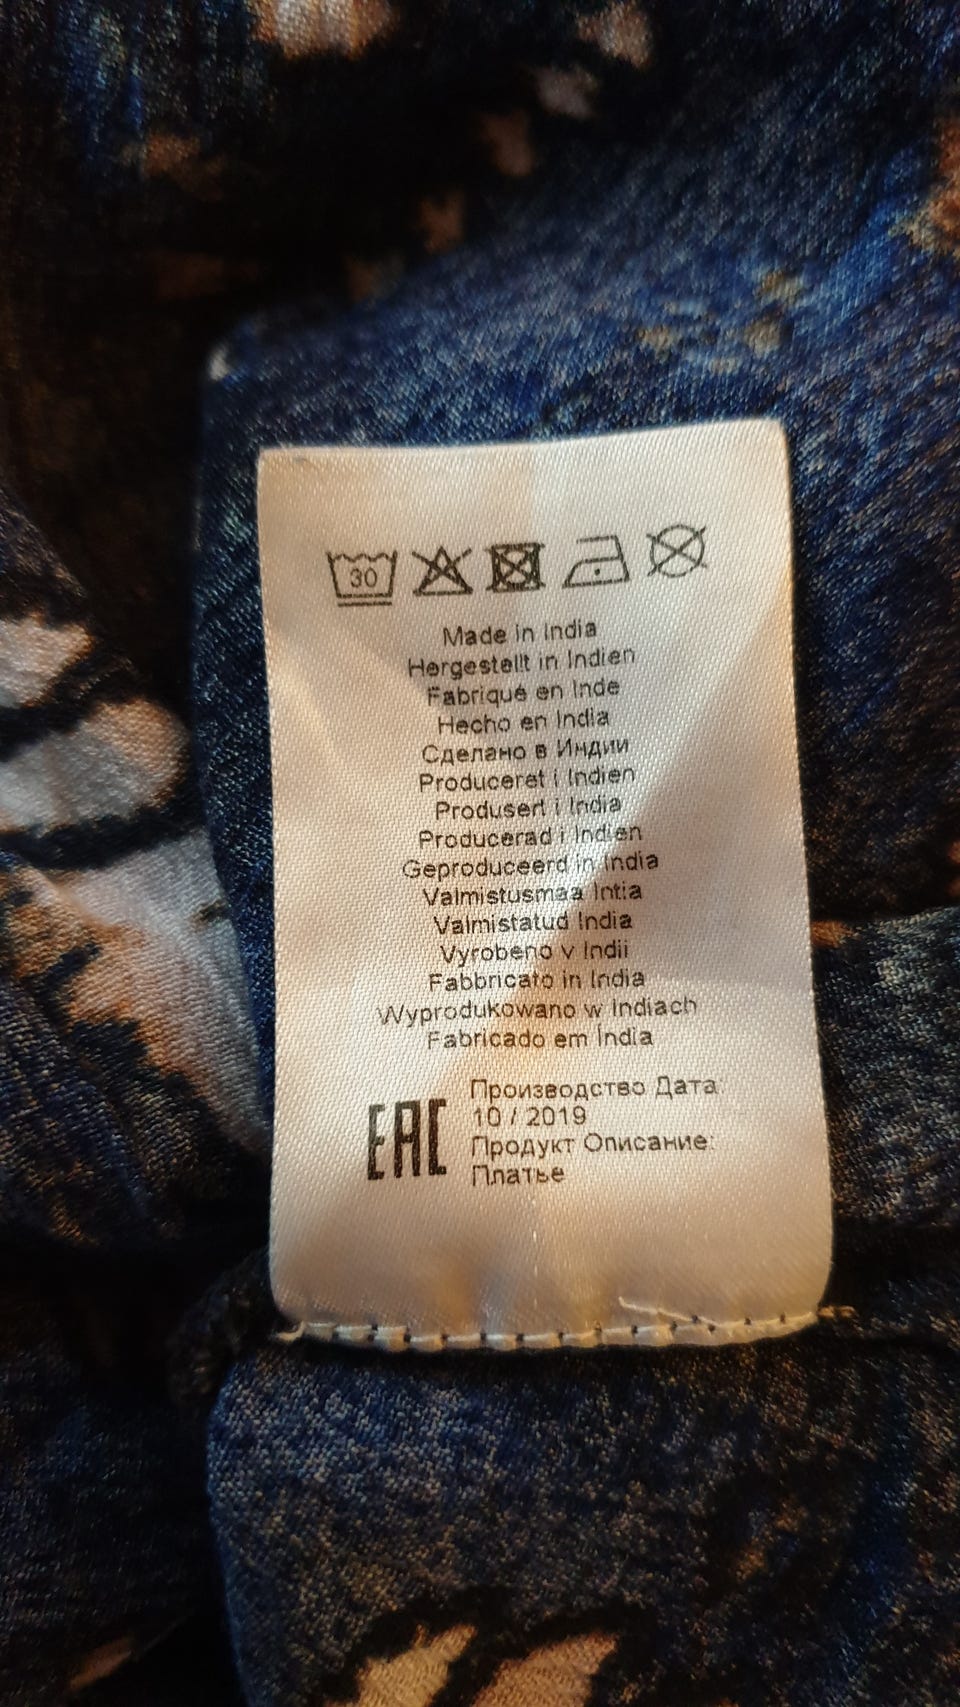 30
Made in India
Hergestellt in Indien
Fabriqué en Inde
Hecho en India
Сделано в Индии
Produceret i Indien
Produsert i India
Producerad i Indien
Geproduceerd in India
Valmistusmaa Intia
Valmistatud India
Vyrobeno v Indii
Fabbricato in India
Wyprodukowano w Indiach
Fabricado em Índia
EAC
Производство Дата:
10 / 2019
Продукт Описание:
Платье